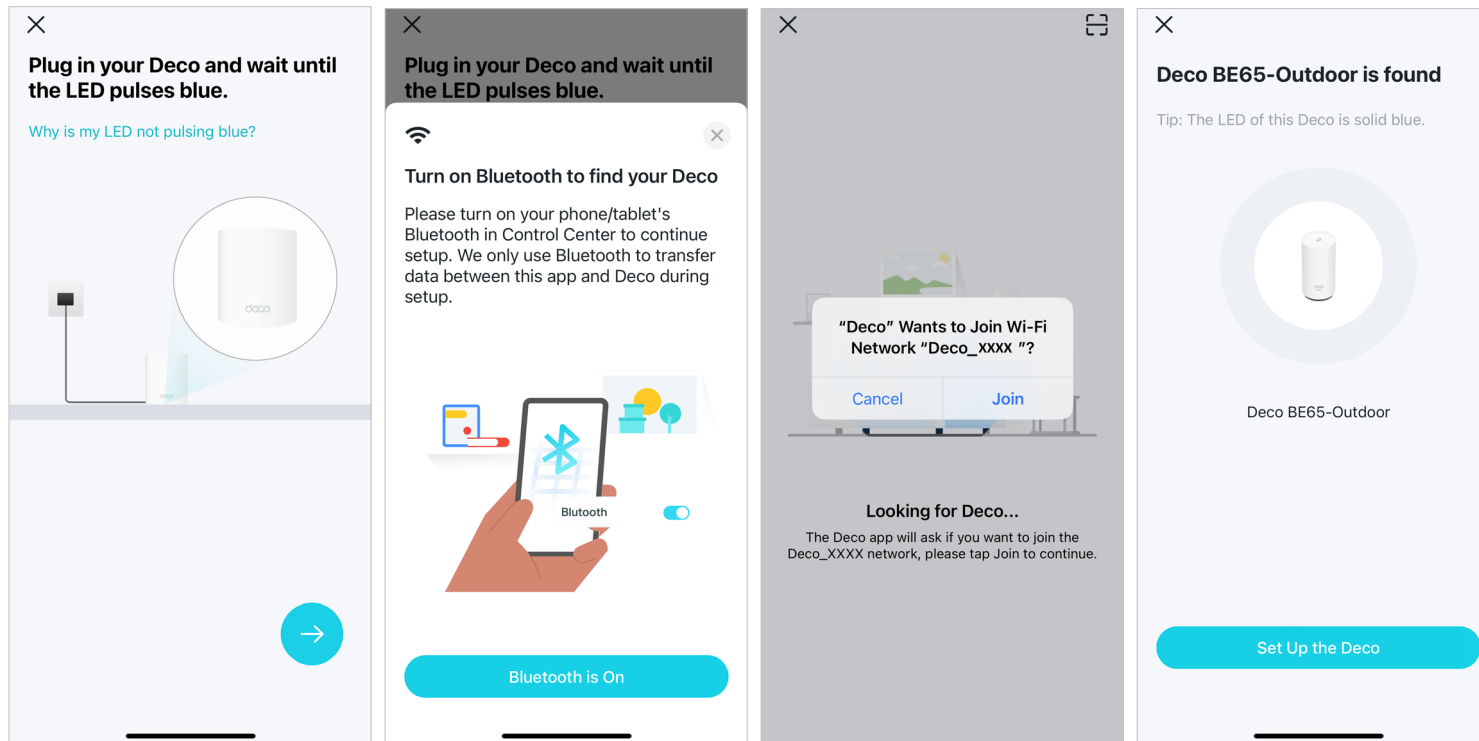 Plug in your Deco and wait until
the LED pulses blue.
Why is my LED not pulsing blue?
deco
deco
Plug in your Deco and wait until
the LED pulses blue.
Turn on Bluetooth to find your Deco
Please turn on your phone/tablet's
Bluetooth in Control Center to continue
setup. We only use Bluetooth to transfer
data between this app and Deco during
setup.
Blutooth
Bluetooth is On
“Deco” Wants to Join Wi-Fi
Network “Deco_XXXX ”?
Cancel
Join
Looking for Deco...
The Deco app will ask if you want to join the
Deco_XXXX network, please tap Join to continue.
Deco BE65-Outdoor is found
Tip: The LED of this Deco is solid blue.
deco
Deco BE65-Outdoor
Set Up the Deco